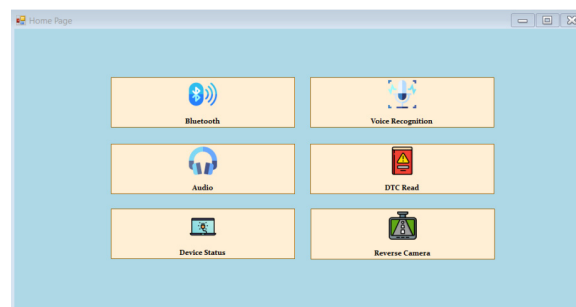 Home Page
Bluetooth
Voice Recognition
Audio
DTC Read
Device Status
Reverse Camera